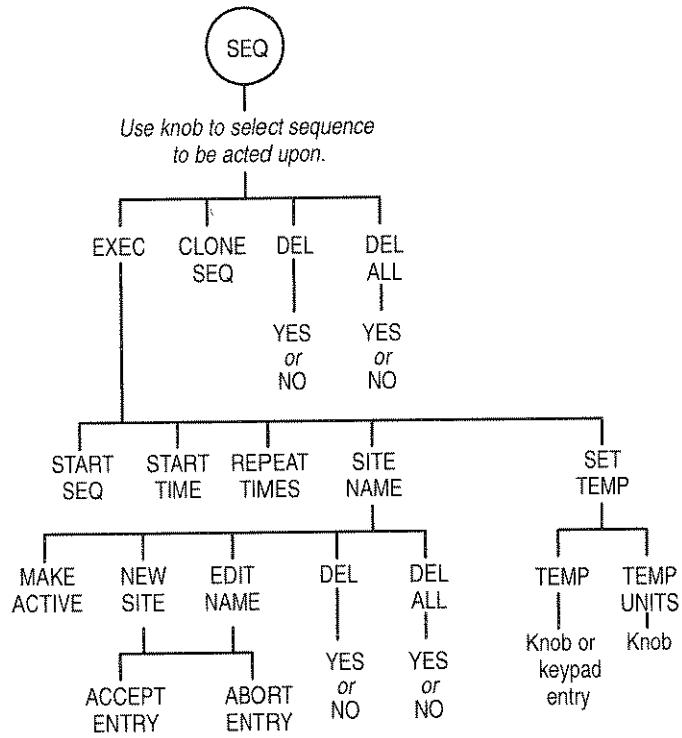 SEQ
Use knob to select sequence
to be acted upon.
EXEC CLONE DEL DEL
SEQ ALL
YES YES
or or
NO NO
START START REPEAT SITE SET
SEQ TIME TIMES NAME TEMP
MAKE NEW EDIT DEL DEL TEMP TEMP
ACTIVE SITE NAME ALL UNITS
Knob or Knob
keypad
entry
YES YES
or or
NO NO
ACCEPT ABORT
ENTRY ENTRY